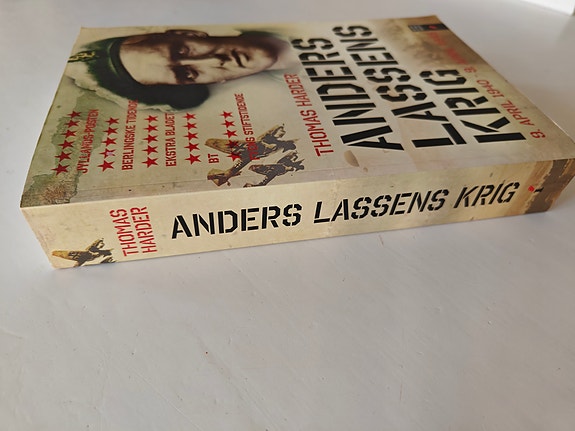 THOMAS HARDER
ANDERS
LASSENS
KRIG
9. APRIL 1940
★★★★★★
JYLLANDS-POSTEN
★★★★★★
BERLINGSKE TIDENDE
★★★★★★
EKSTRA BLADET
★★★★★★
BT
★★★★★★
STIFTSTIDENDE
THOMAS
HARDER
ANDERS LASSENS KRIG